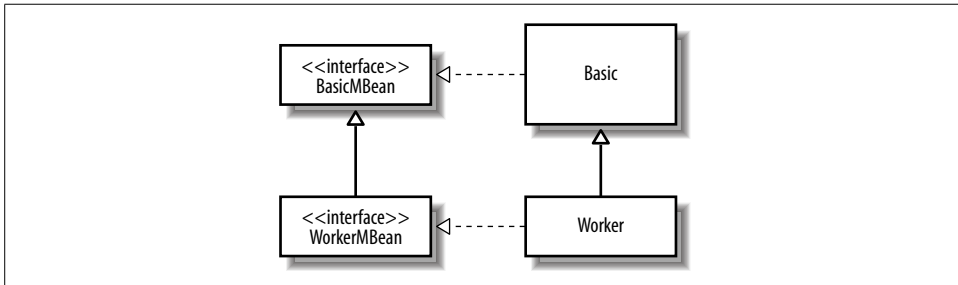 <<interface>>
BasicMBean
Basic
<<interface>>
WorkerMBean
Worker